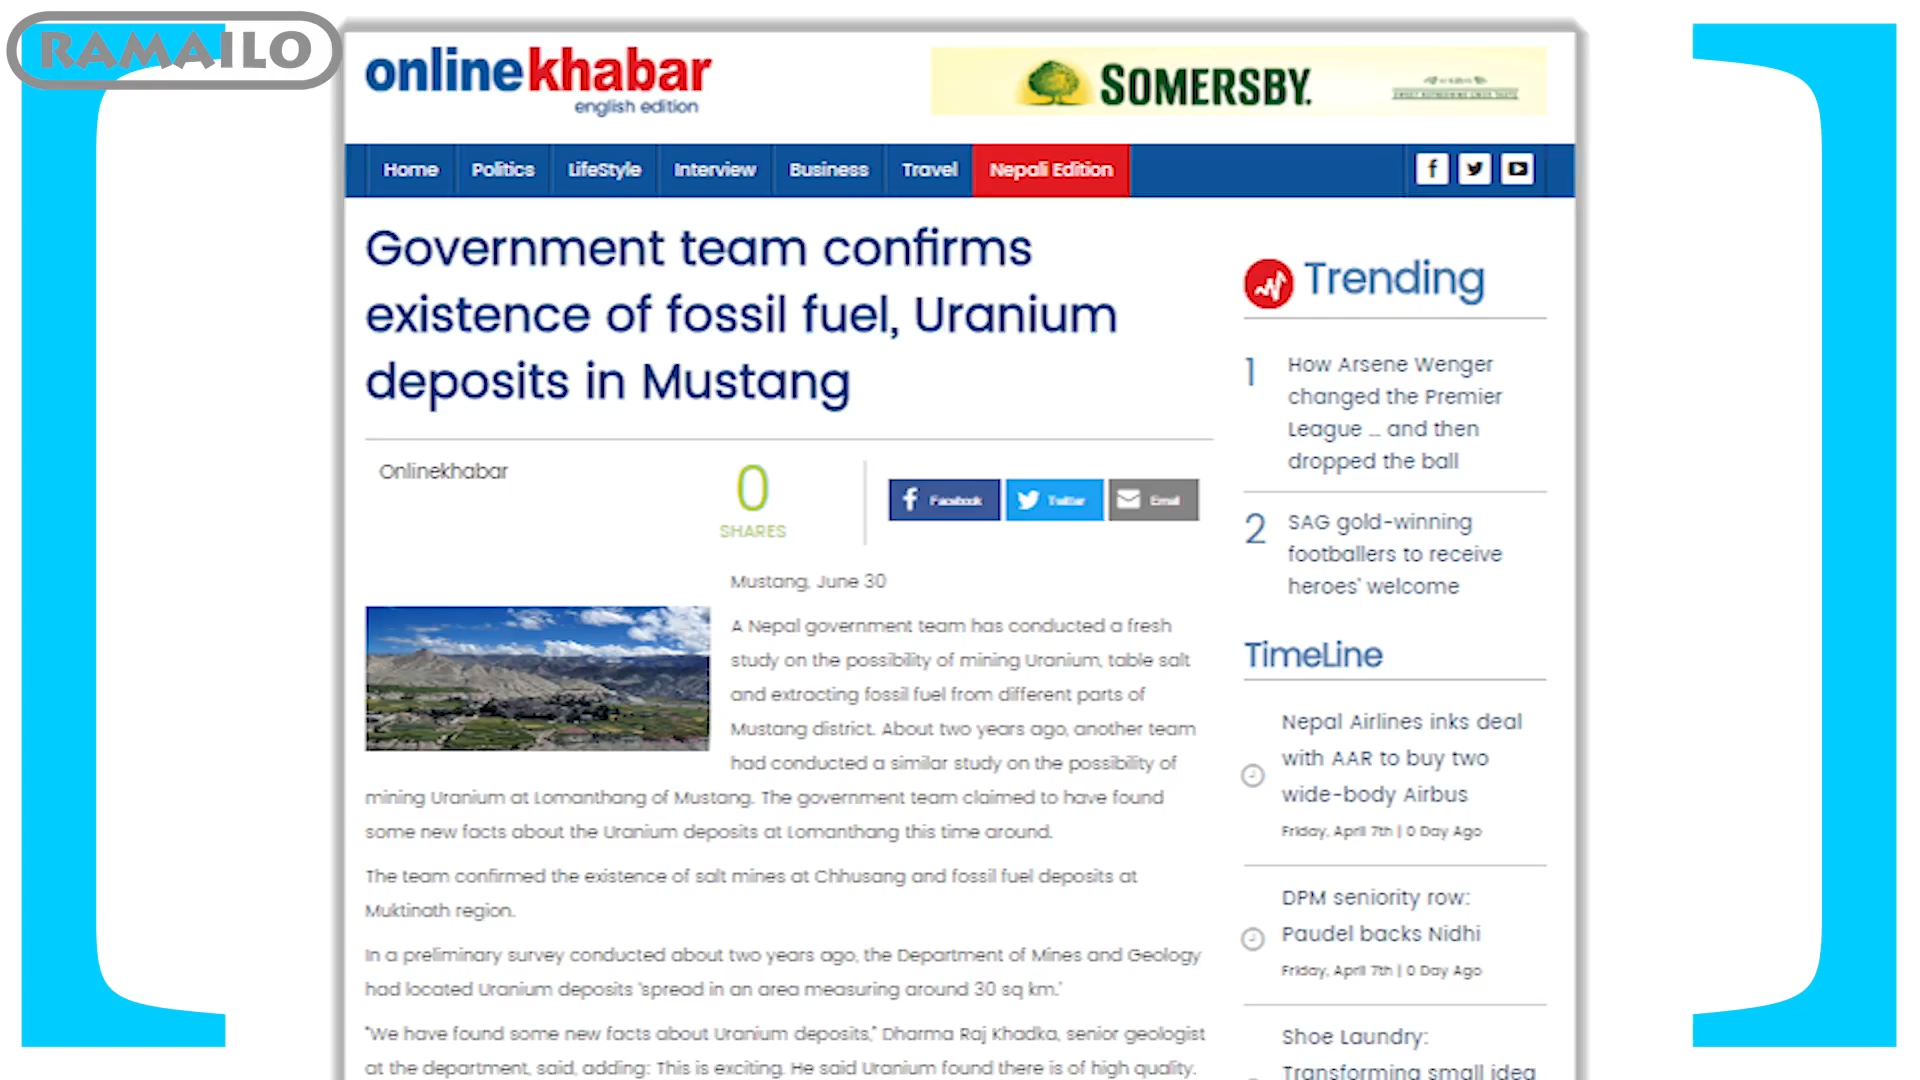 RAMAILO
onlinekhabar
english edition
SOMERSBY.
Home Politics LifeStyle Interview Business Travel Nepali Edition
Government team confirms
existence of fossil fuel, Uranium
deposits in Mustang
Onlinekhabar
0
SHARES
Facebook Twitter Email
Mustang, June 30
A Nepal government team has conducted a fresh
study on the possibility of mining Uranium, table salt
and extracting fossil fuel from different parts of
Mustang district. About two years ago, another team
had conducted a similar study on the possibility of
mining Uranium at Lomanthang of Mustang. The government team claimed to have found
some new facts about the Uranium deposits at Lomanthang this time around.
The team confirmed the existence of salt mines at Chhusang and fossil fuel deposits at
Muktinath region.
In a preliminary survey conducted about two years ago, the Department of Mines and Geology
had located Uranium deposits 'spread in an area measuring around 30 sq km.'
"We have found some new facts about Uranium deposits," Dharma Raj Khadka, senior geologist
at the department, said, adding: This is exciting. He said Uranium found there is of high quality.
Trending
1 How Arsene Wenger
changed the Premier
League ... and then
dropped the ball
2 SAG gold-winning
footballers to receive
heroes' welcome
TimeLine
Nepal Airlines inks deal
with AAR to buy two
wide-body Airbus
Friday, April 7th | 0 Day Ago
DPM seniority row:
Paudel backs Nidhi
Friday, April 7th | 0 Day Ago
Shoe Laundry:
Transforming small idea